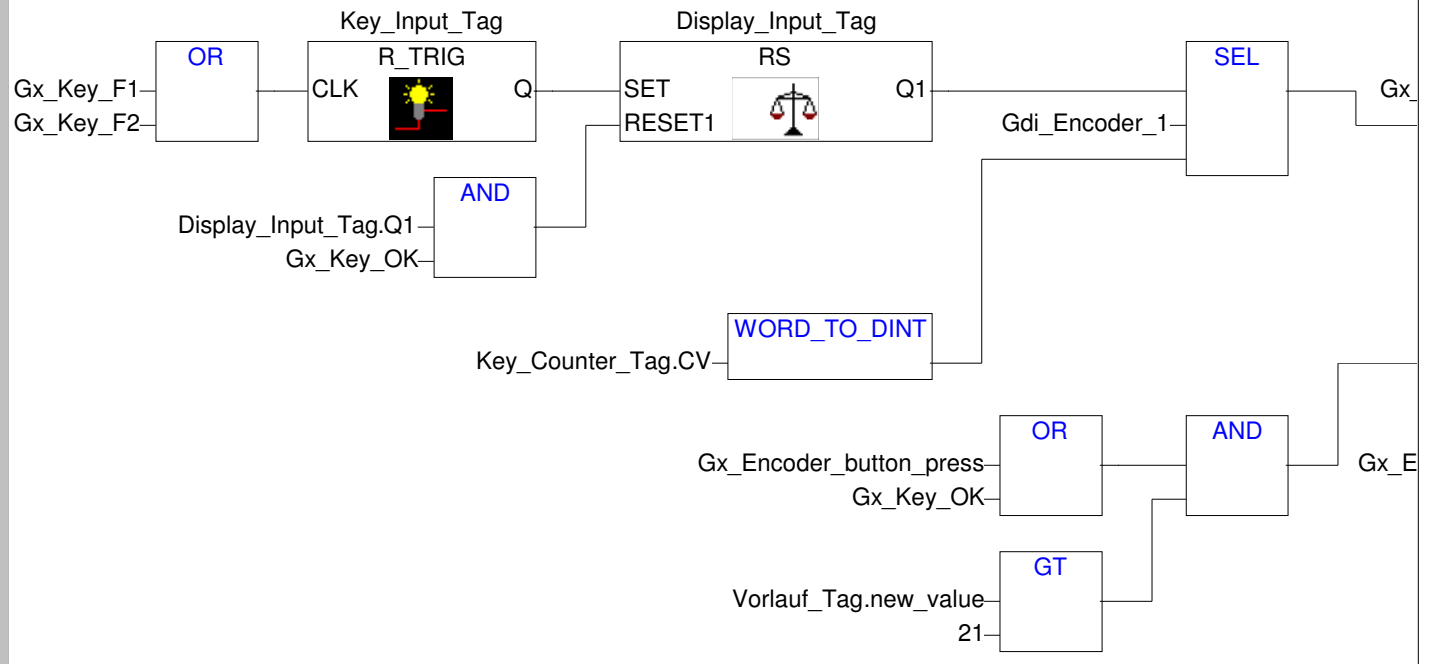 Key_Input_Tag Display_Input_Tag
OR R_TRIG RS SEL
Gx_Key_F1 CLK Q SET Q1 Gx_
Gx_Key_F2 RESET1 Gdi_Encoder_1
AND
Display_Input_Tag.Q1
Gx_Key_OK
WORD_TO_DINT
Key_Counter_Tag.CV
OR AND
Gx_Encoder_button_press Gx_E
Gx_Key_OK
GT
Vorlauf_Tag.new_value
21